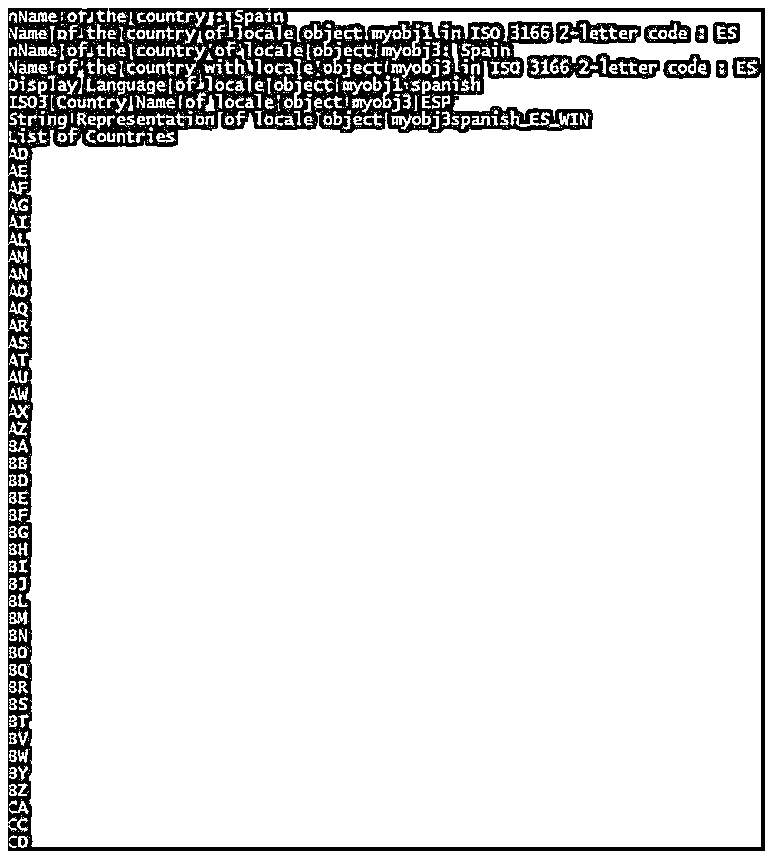 nName of the country : Spain
Name of the country of locale object myobj1 in ISO 3166 2-letter code : ES
nName of the country of locale object myobj3: Spain
Name of the country with locale object myobj3 in ISO 3166 2-letter code : ES
Display Language of locale object myobj1:spanish
ISO3 Country Name of locale object myobj3 ESP
String Representation of locale object myobj3spanish_ES_WIN
List of Countries
AD
AE
AF
AG
AI
AL
AM
AN
AO
AQ
AR
AS
AT
AU
AW
AX
AZ
BA
BB
BD
BE
BF
BG
BH
BI
BJ
BL
BM
BN
BO
BQ
BR
BS
BT
BV
BW
BY
BZ
CA
CC
CD